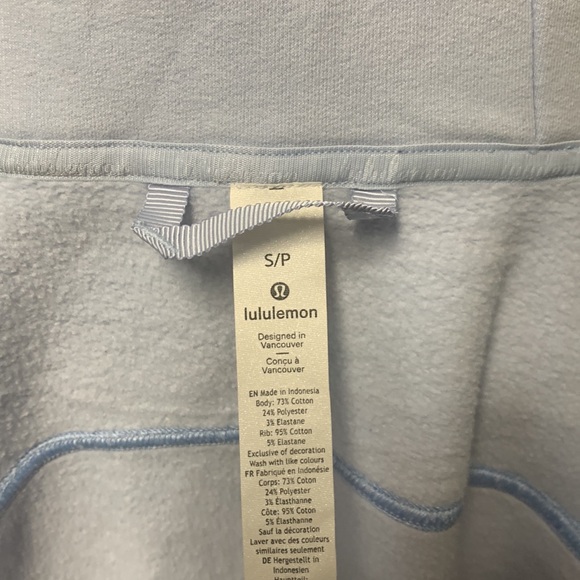 S/P
lululemon
Designed in
Vancouver
Conçu à
Vancouver
EN Made in Indonesia
Body: 73% Cotton
24% Polyester
3% Elastane
Rib: 95% Cotton
5% Elastane
Exclusive of decoration
Wash with like colours
FR Fabriqué en Indonésie
Corps: 73% Coton
24% Polyester
3% Élasthanne
Côte: 95% Coton
5% Élasthanne
Sauf la décoration
Laver avec des couleurs
similaires seulement
DE Hergestellt in
Indonesien